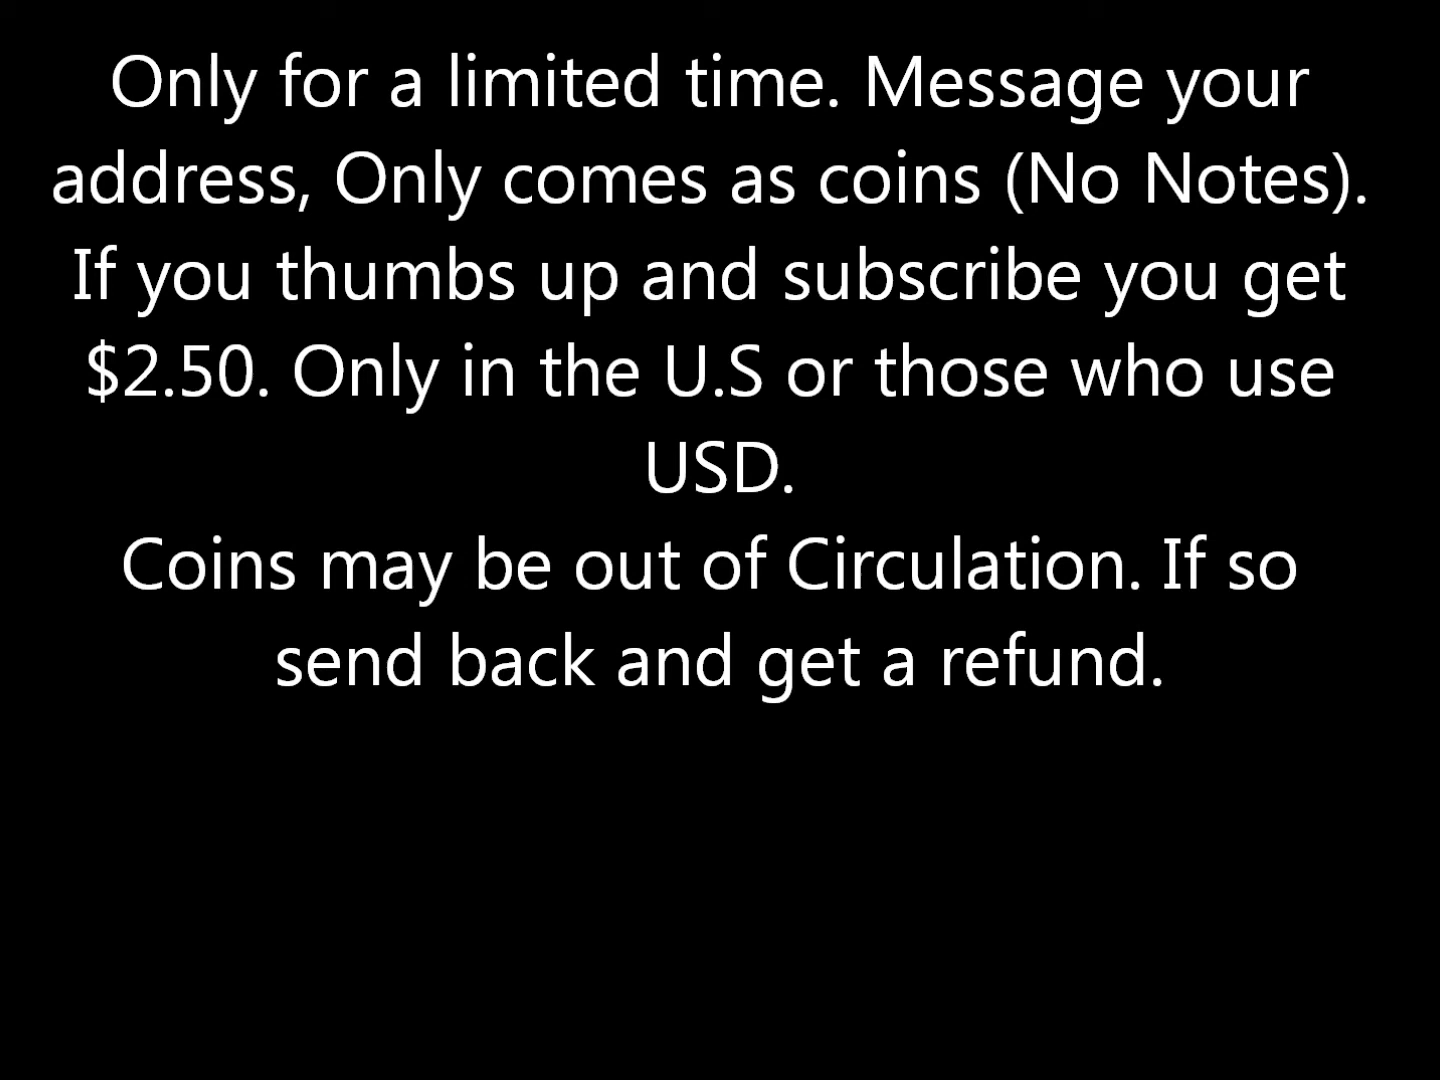 Only for a limited time. Message your
address, Only comes as coins (No Notes).
If you thumbs up and subscribe you get
$2.50. Only in the U.S or those who use
USD.
Coins may be out of Circulation. If so
send back and get a refund.